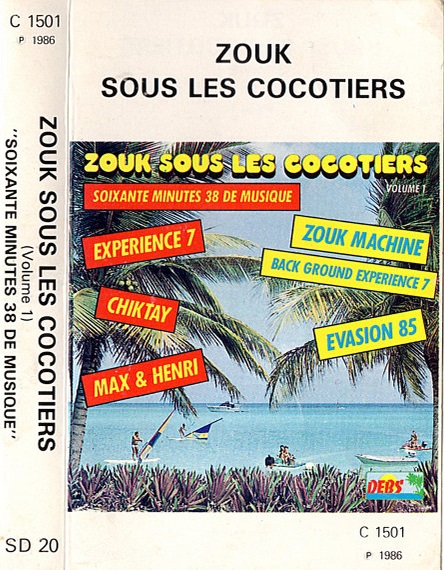 C 1501
P 1986
ZOUK SOUS LES COCOTIERS
(Volume 1)
"SOIXANTE MINUTES 38 DE MUSIQUE"
SD 20
ZOUK
SOUS LES COCOTIERS
ZOUK SOUS LES COCOTIERS
VOLUME 1
SOIXANTE MINUTES 38 DE MUSIQUE
EXPERIENCE 7
ZOUK MACHINE
BACK GROUND EXPERIENCE 7
CHIKTAY
EVASION 85
MAX & HENRI
DEBS
C 1501
P 1986